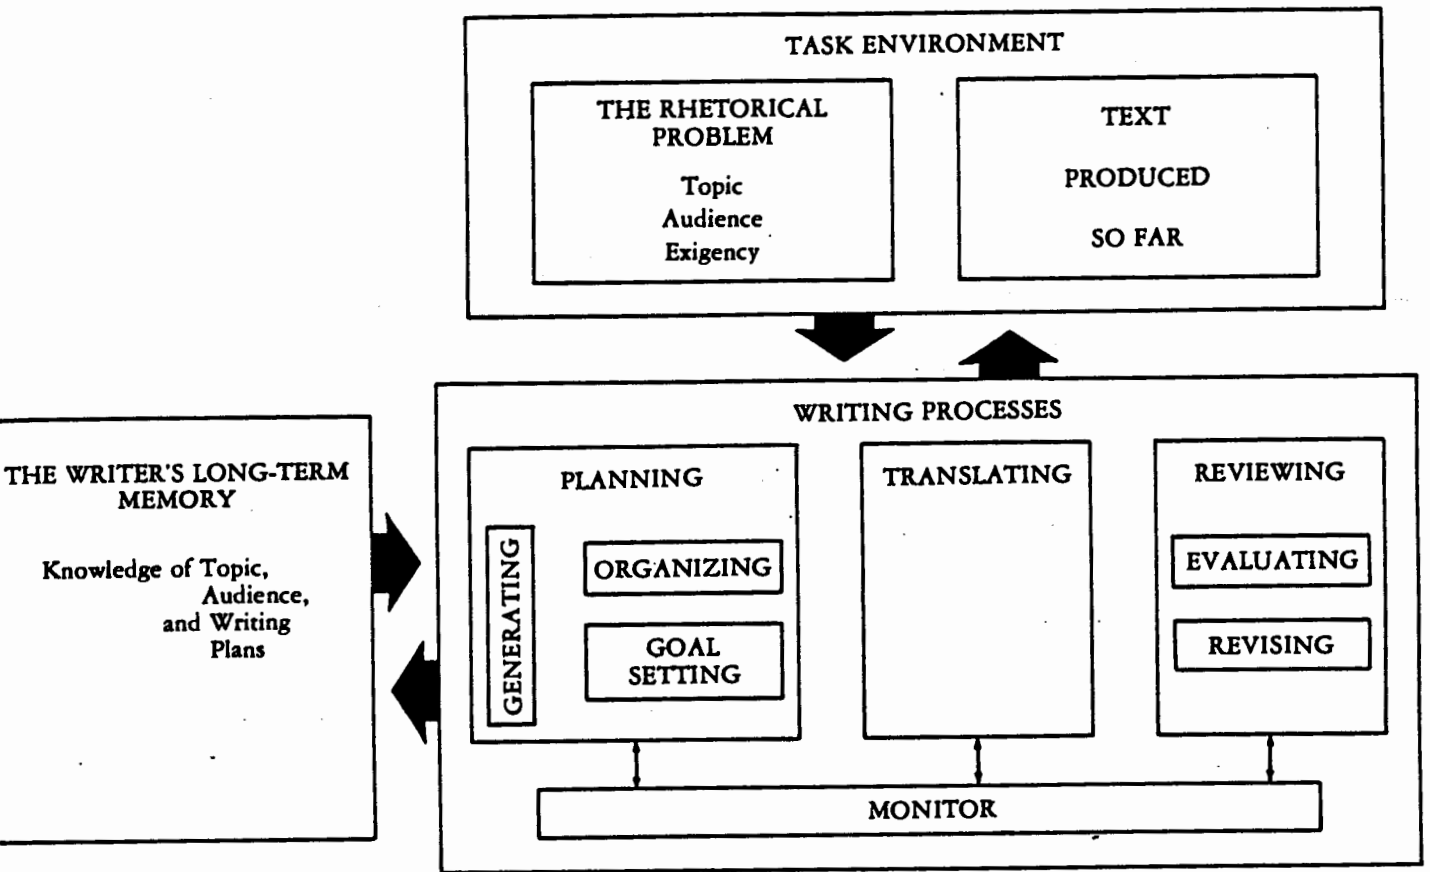 TASK ENVIRONMENT
THE RHETORICAL
PROBLEM
Topic
Audience
Exigency
TEXT
PRODUCED
SO FAR
THE WRITER'S LONG-TERM
MEMORY
Knowledge of Topic,
Audience,
and Writing
Plans
WRITING PROCESSES
PLANNING
GENERATING
ORGANIZING
GOAL
SETTING
TRANSLATING
REVIEWING
EVALUATING
REVISING
MONITOR